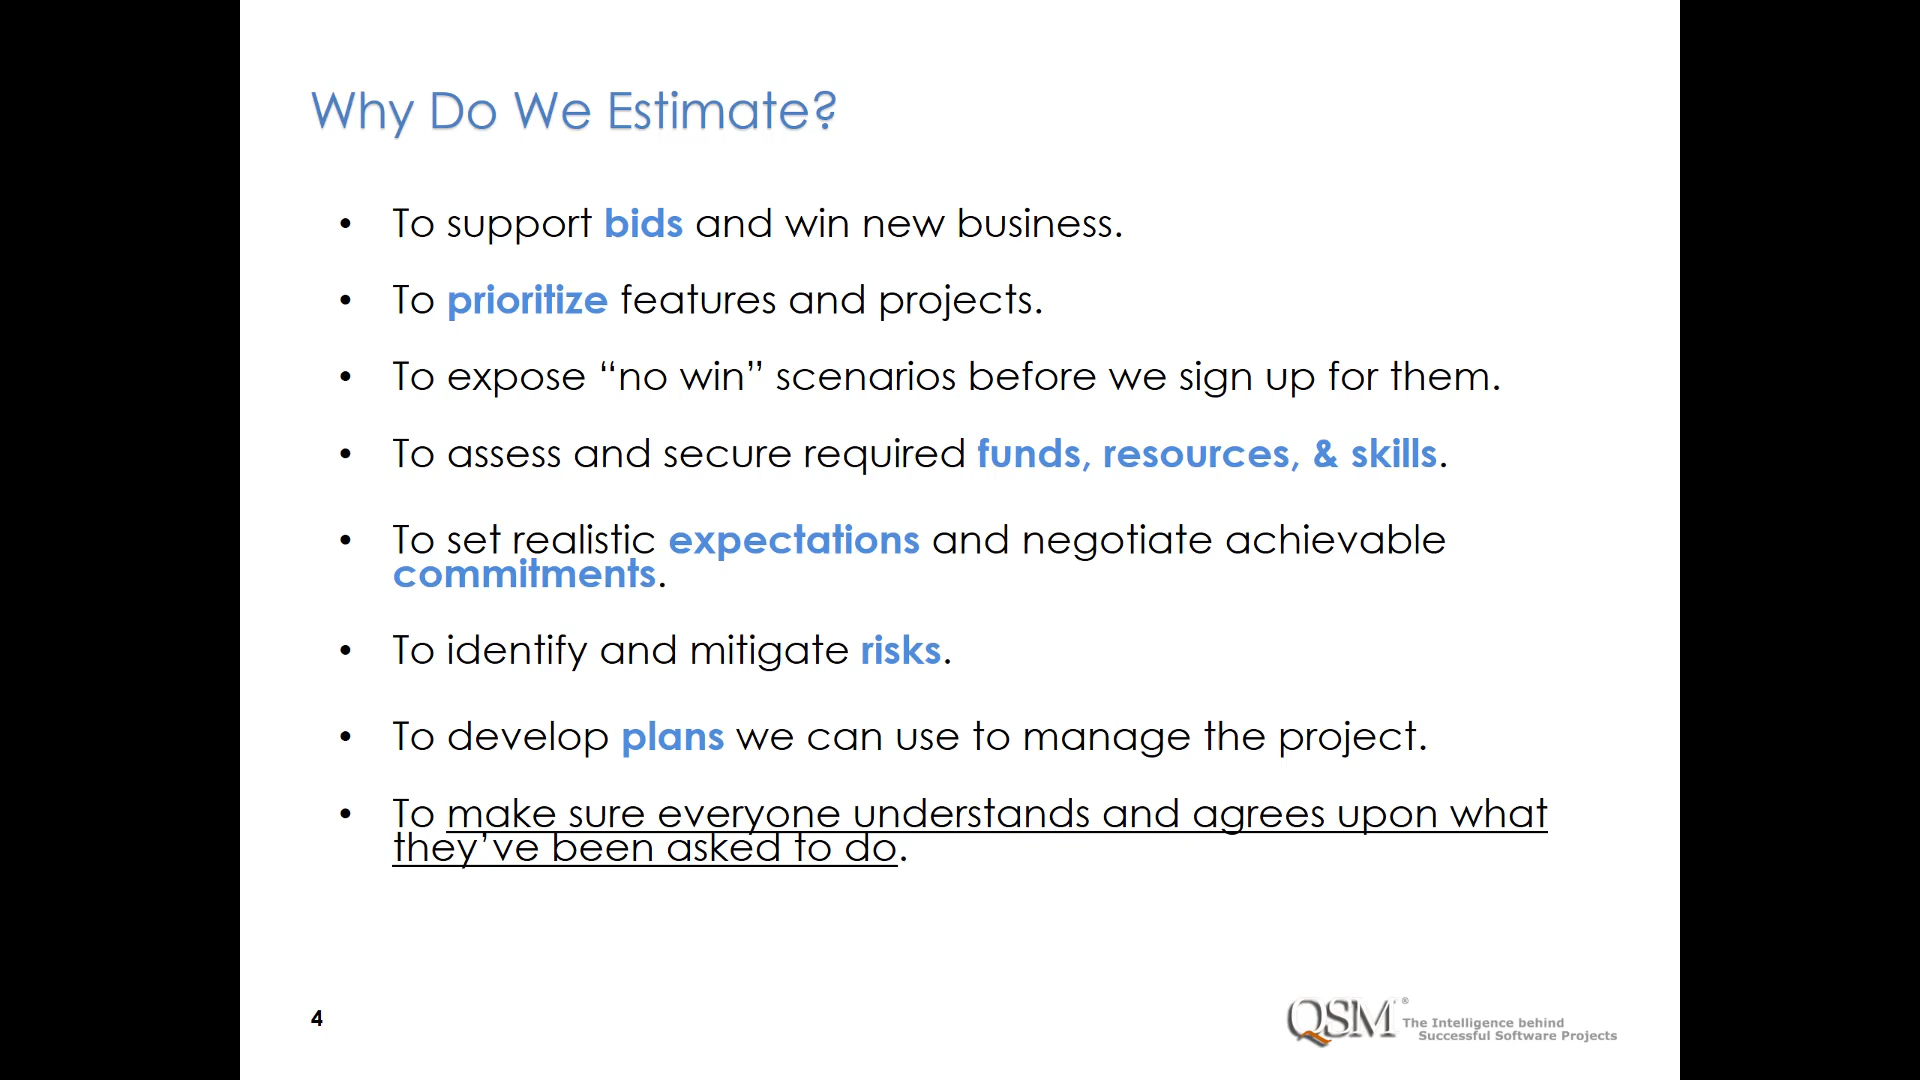 Why Do We Estimate?
• To support bids and win new business.
• To prioritize features and projects.
• To expose “no win” scenarios before we sign up for them.
• To assess and secure required funds, resources, & skills.
• To set realistic expectations and negotiate achievable
commitments.
• To identify and mitigate risks.
• To develop plans we can use to manage the project.
• To make sure everyone understands and agrees upon what
they’ve been asked to do.
4
QSM®
The Intelligence behind
Successful Software Projects